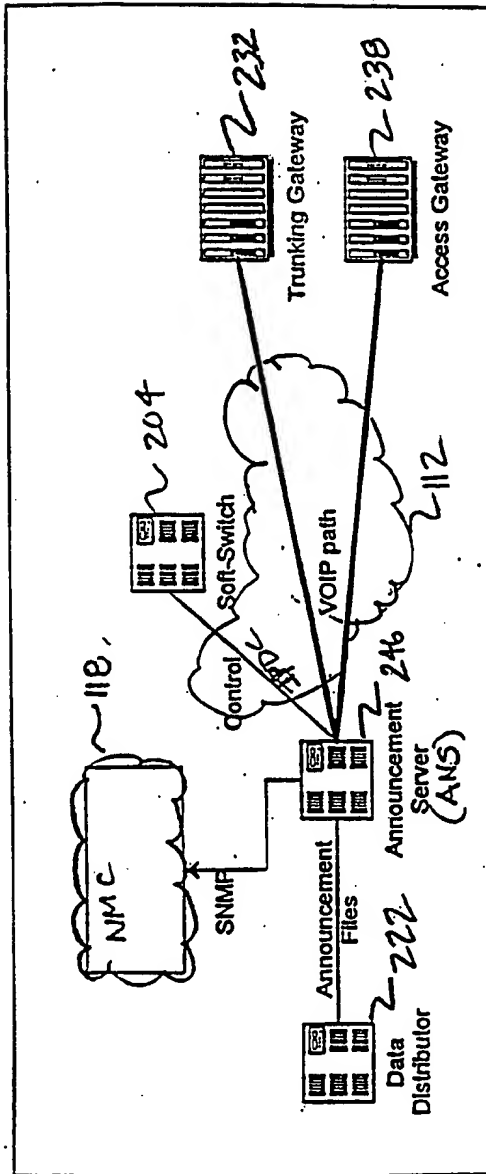 118
NMC
SNMP
204
Soft-Switch
Control
IPDC
232
Trunking Gateway
238
Access Gateway
VOIP path
112
246
Announcement
Server
(ANS)
Announcement
Files
222
Data
Distributor